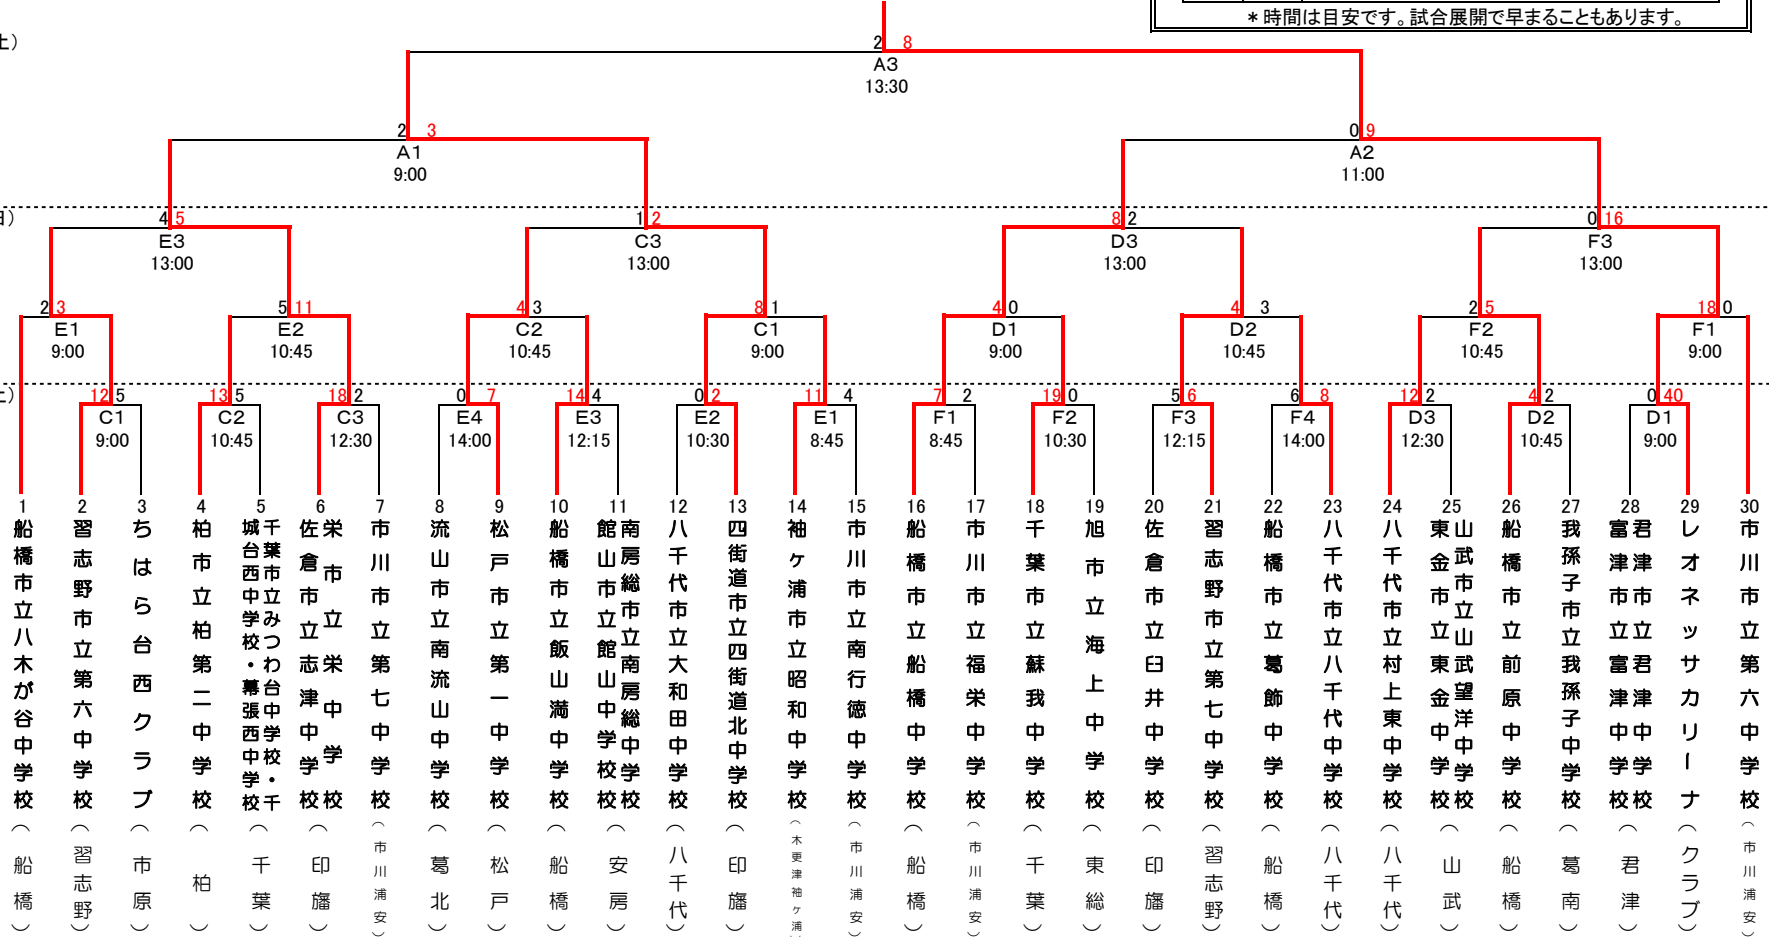 ＊時間は目安です。試合展開で早まることもあります。
土）
2 8
A3
13:30
2 3
A1
9:00
0 9
A2
11:00
日）
4 5
E3
13:00
1 2
C3
13:00
8 2
D3
13:00
0 16
F3
13:00
2 3
E1
9:00
5 11
E2
10:45
4 3
C2
10:45
8 1
C1
9:00
4 0
D1
9:00
4 3
D2
10:45
2 5
F2
10:45
18 0
F1
9:00
土）
12 5
C1
9:00
13 5
C2
10:45
18 2
C3
12:30
0 7
E4
14:00
14 4
E3
12:15
0 2
E2
10:30
11 4
E1
8:45
7 2
F1
8:45
19 0
F2
10:30
5 6
F3
12:15
6 8
F4
14:00
12 2
D3
12:30
4 2
D2
10:45
0 40
D1
9:00
1
船橋市立八木が谷中学校
（船橋）
2
習志野市立第六中学校
（習志野）
3
ちはら台西クラブ
（市原）
4
柏市立柏第二中学校
（柏）
5
千葉市立みつわ台中学校・千
城台西中学校・幕張西中学校
（千葉）
6
栄市立栄中学校
佐倉市立志津中学校
（印旛）
7
市川市立第七中学校
（市川浦安）
8
流山市立南流山中学校
（葛北）
9
松戸市立第一中学校
（松戸）
10
船橋市立飯山満中学校
（船橋）
11
南房総市立南房総中学校
館山市立館山中学校
（安房）
12
八千代市立大和田中学校
（八千代）
13
四街道市立四街道北中学校
（印旛）
14
袖ヶ浦市立昭和中学校
（木更津袖ヶ浦）
15
市川市立南行徳中学校
（市川浦安）
16
船橋市立船橋中学校
（船橋）
17
市川市立福栄中学校
（市川浦安）
18
千葉市立蘇我中学校
（千葉）
19
旭市立海上中学校
（東総）
20
佐倉市立臼井中学校
（印旛）
21
習志野市立第七中学校
（習志野）
22
船橋市立葛飾中学校
（船橋）
23
八千代市立八千代中学校
（八千代）
24
八千代市立村上東中学校
（八千代）
25
山武市立山武望洋中学校
東金市立東金中学校
（山武）
26
船橋市立前原中学校
（船橋）
27
我孫子市立我孫子中学校
（葛南）
28
君津市立君津中学校
富津市立富津中学校
（君津）
29
レオネッサカリーナ
（クラブ）
30
市川市立第六中学校
（市川浦安）